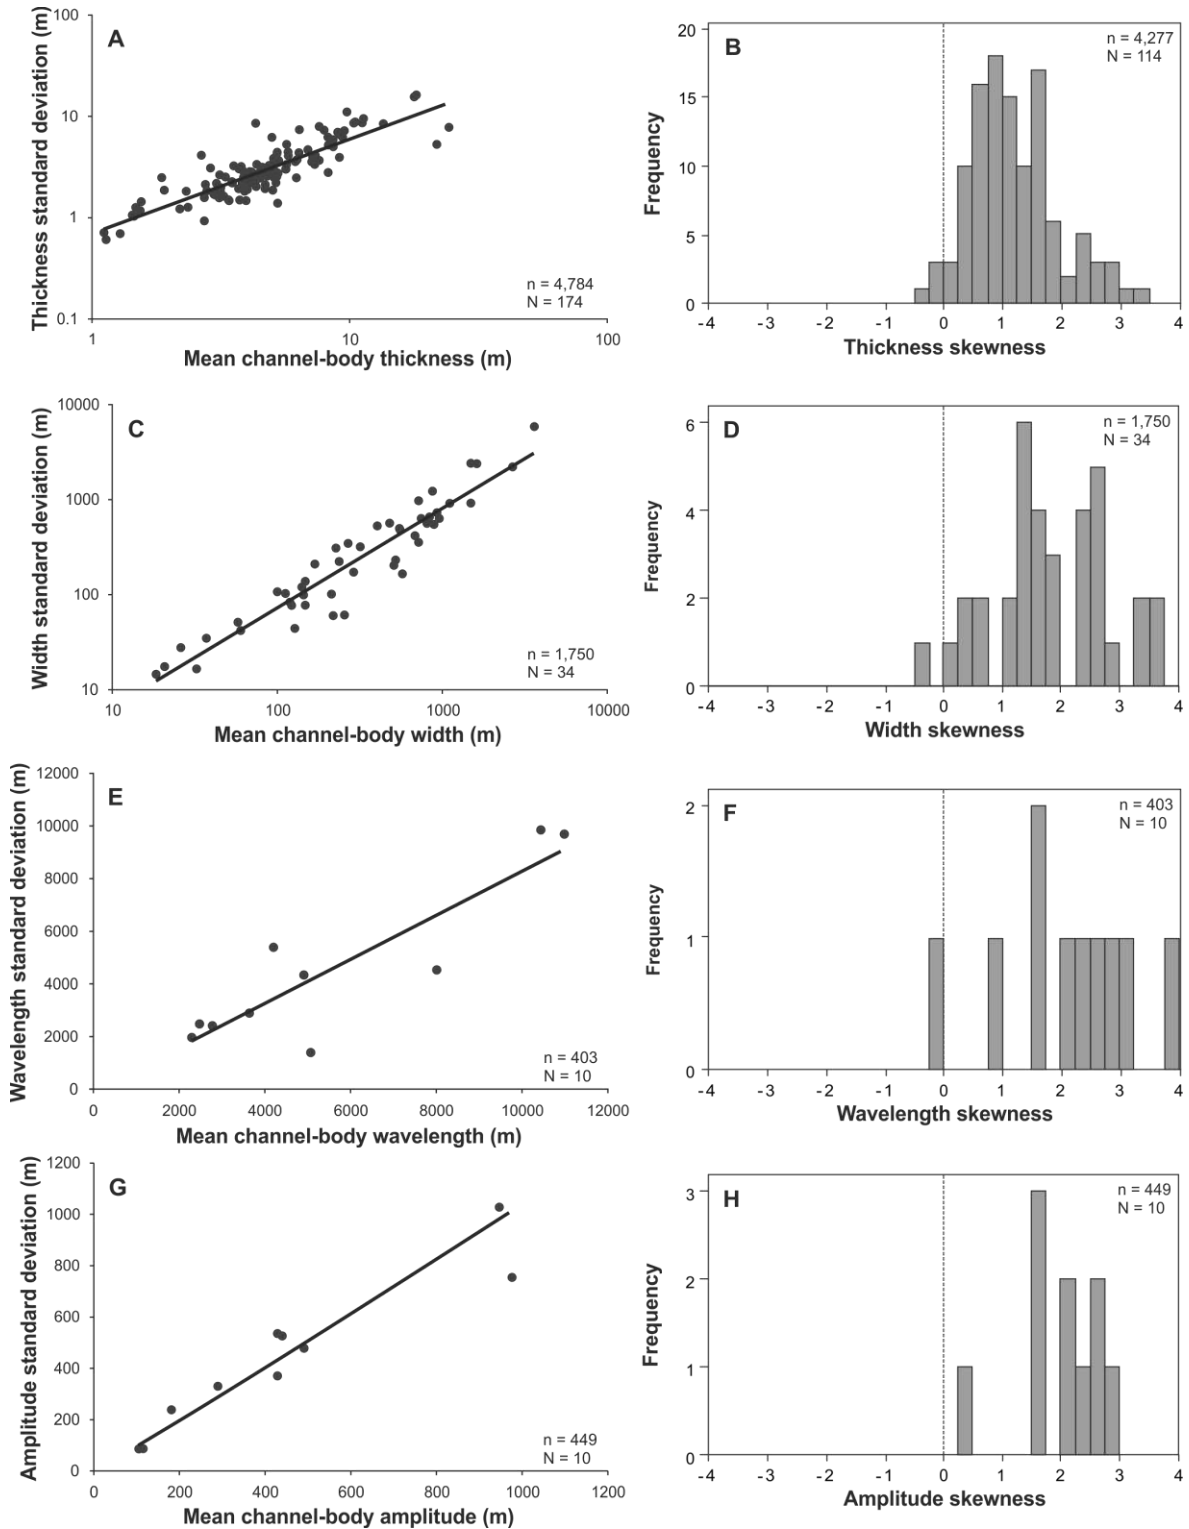 A
Thickness standard deviation (m)
100
10
1
0.1
1
10
100
n = 4,784
N = 174
Mean channel-body thickness (m)
B
Frequency
20
15
10
5
0
-4
-3
-2
-1
0
1
2
3
4
n = 4,277
N = 114
Thickness skewness
C
Width standard deviation (m)
10000
1000
100
10
10
100
1000
10000
n = 1,750
N = 34
Mean channel-body width (m)
D
Frequency
6
4
2
0
-4
-3
-2
-1
0
1
2
3
4
n = 1,750
N = 34
Width skewness
E
Wavelength standard deviation (m)
12000
10000
8000
6000
4000
2000
0
0
2000
4000
6000
8000
10000
12000
n = 403
N = 10
Mean channel-body wavelength (m)
F
Frequency
2
1
0
-4
-3
-2
-1
0
1
2
3
4
n = 403
N = 10
Wavelength skewness
G
Amplitude standard deviation (m)
1200
1000
800
600
400
200
0
0
200
400
600
800
1000
1200
n = 449
N = 10
Mean channel-body amplitude (m)
H
Frequency
3
2
1
0
-4
-3
-2
-1
0
1
2
3
4
n = 449
N = 10
Amplitude skewness